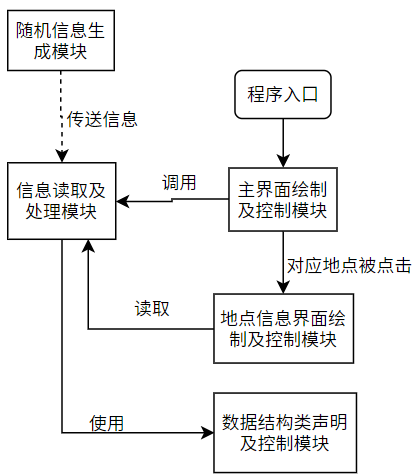 随机信息生
成模块
程序入口
传送信息
信息读取及
处理模块
调用
主界面绘制
及控制模块
对应地点被点击
读取
地点信息界面绘
制及控制模块
使用
数据结构类声明
及控制模块